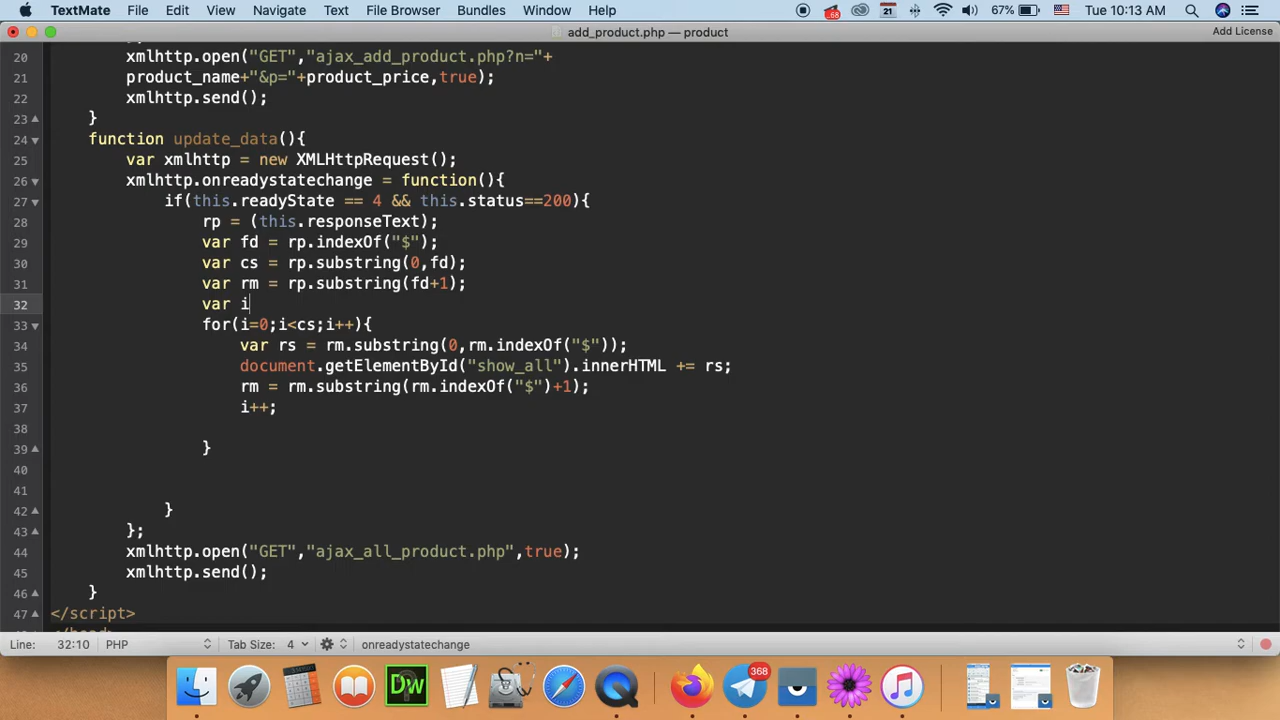 TextMate File Edit View Navigate Text File Browser Bundles Window Help 67% Tue 10:13 AM
add_product.php — product
Add License
20 xmlhttp.open("GET","ajax_add_product.php?n="+
21 product_name+"&p="+product_price,true);
22 xmlhttp.send();
23 }
24 function update_data(){
25 var xmlhttp = new XMLHttpRequest();
26 xmlhttp.onreadystatechange = function(){
27 if(this.readyState == 4 && this.status==200){
28 rp = (this.responseText);
29 var fd = rp.indexOf("$");
30 var cs = rp.substring(0,fd);
31 var rm = rp.substring(fd+1);
32 var i
33 for(i=0;i<cs;i++){
34 var rs = rm.substring(0,rm.indexOf("$"));
35 document.getElementById("show_all").innerHTML += rs;
36 rm = rm.substring(rm.indexOf("$")+1);
37 i++;
38
39 }
40
41
42 }
43 };
44 xmlhttp.open("GET","ajax_all_product.php",true);
45 xmlhttp.send();
46 }
47 </script>
Line: 32:10 PHP Tab Size: 4 onreadystatechange
Dw 368